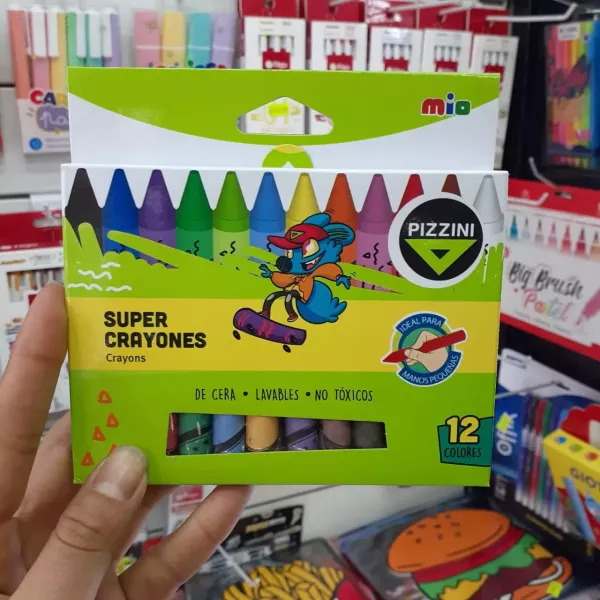 mio
PIZZINI
SUPER
CRAYONES
Crayons
IDEAL PARA
MANOS PEQUEÑAS
DE CERA • LAVABLES • NO TÓXICOS
12
COLORES
Big Brush
Pastel